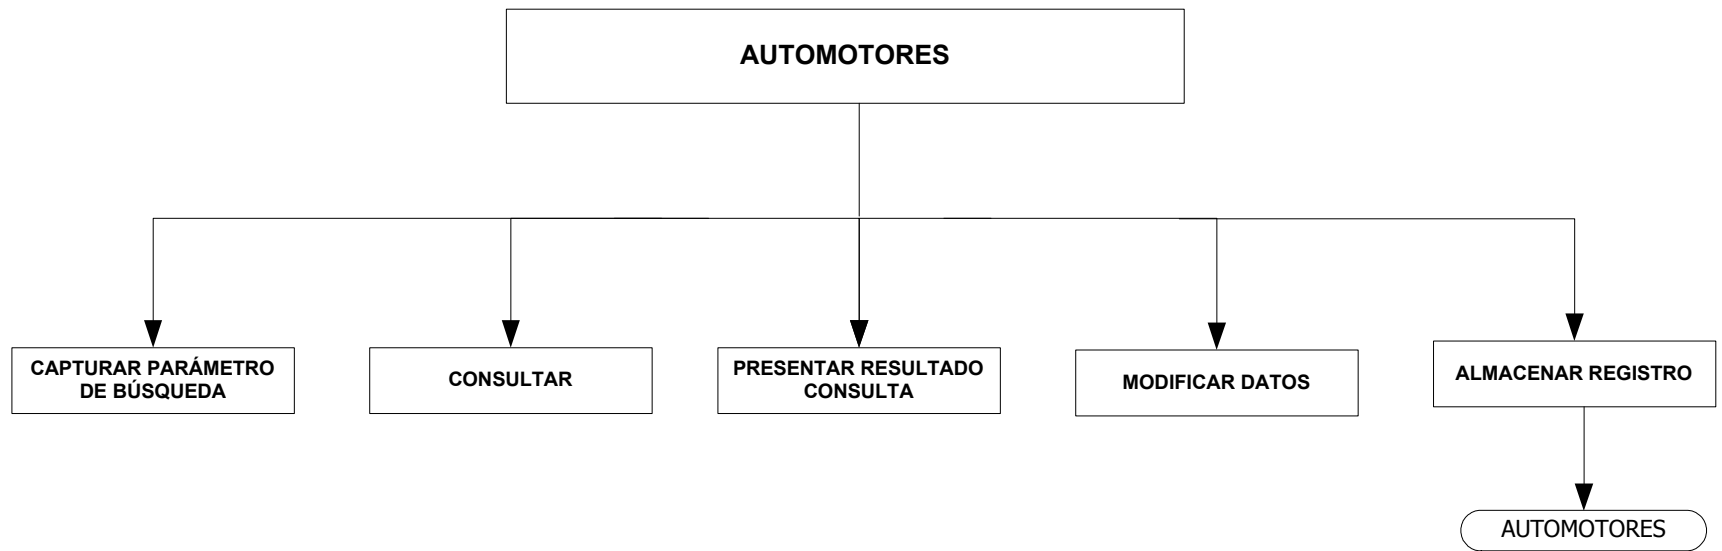 AUTOMOTORES
CAPTURAR PARÁMETRO
DE BÚSQUEDA
CONSULTAR
PRESENTAR RESULTADO
CONSULTA
MODIFICAR DATOS
ALMACENAR REGISTRO
AUTOMOTORES